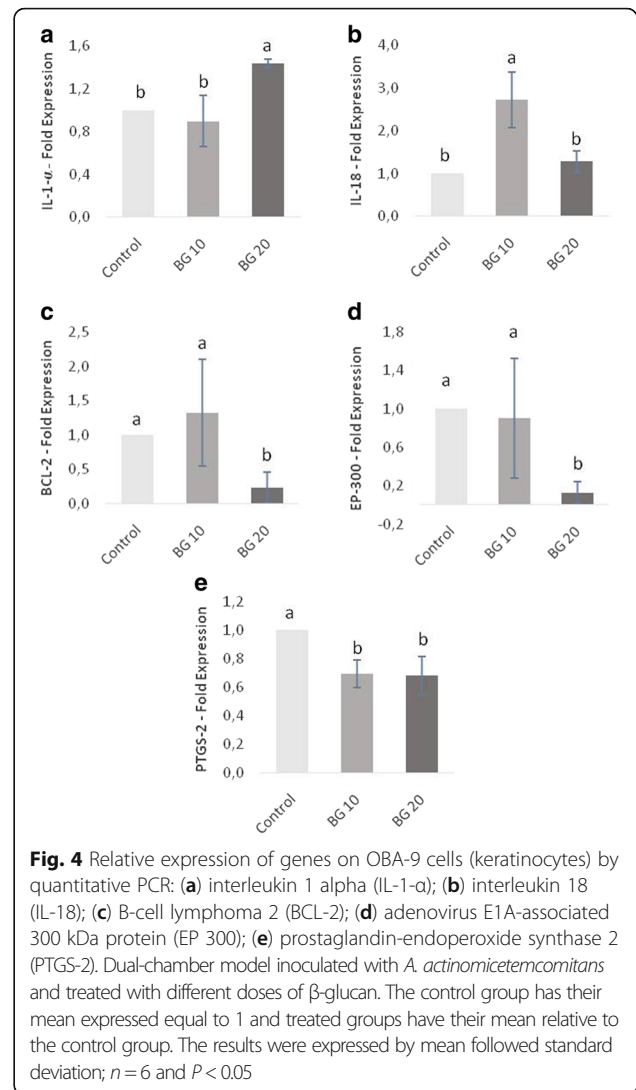 a
b
IL-1-α - Fold Expression
1,6
1,2
0,8
0,4
0,0
b
b
a
Control
BG 10
BG 20
IL-18 - Fold Expression
4,0
3,0
2,0
1,0
0,0
b
a
b
Control
BG 10
BG 20
c
d
BCL-2 - Fold Expression
2,5
2,0
1,5
1,0
0,5
0,0
a
a
b
Control
BG 10
BG 20
EP-300 - Fold Expression
1,8
1,4
1,0
0,6
0,2
-0,2
a
a
b
Control
BG 10
BG 20
e
PTGS-2 - Fold Expression
1,2
1,0
0,8
0,6
0,4
0,2
0,0
a
b
b
Control
BG 10
BG 20
Fig. 4 Relative expression of genes on OBA-9 cells (keratinocytes) by
quantitative PCR: (a) interleukin 1 alpha (IL-1-α); (b) interleukin 18
(IL-18); (c) B-cell lymphoma 2 (BCL-2); (d) adenovirus E1A-associated
300 kDa protein (EP 300); (e) prostaglandin-endoperoxide synthase 2
(PTGS-2). Dual-chamber model inoculated with A. actinomicetemcomitans
and treated with different doses of β-glucan. The control group has their
mean expressed equal to 1 and treated groups have their mean relative to
the control group. The results were expressed by mean followed standard
deviation; n = 6 and P < 0.05